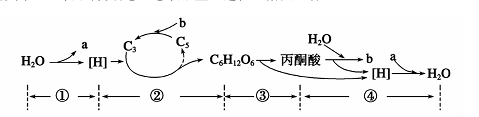 a
b
C₃
C₅
H₂O
H₂O
[H]
C₆H₁₂O₆
丙酮酸
b
a
[H]
H₂O
①
②
③
④